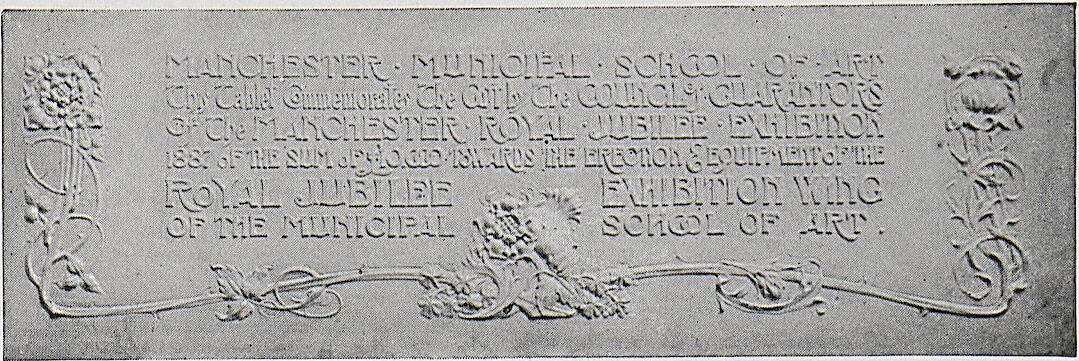 MANCHESTER · MUNICIPAL · SCHOOL · OF · ART
This Tablet Commemorates The Gift by The COUNCIL of GUARANTORS
Of The MANCHESTER · ROYAL · JUBILEE · EXHIBITION
1887 OF THE SUM OF TOWARDS THE ERECTION & EQUIPMENT OF THE
ROYAL JUBILEE EXHIBITION WING
OF THE MUNICIPAL SCHOOL OF ART .